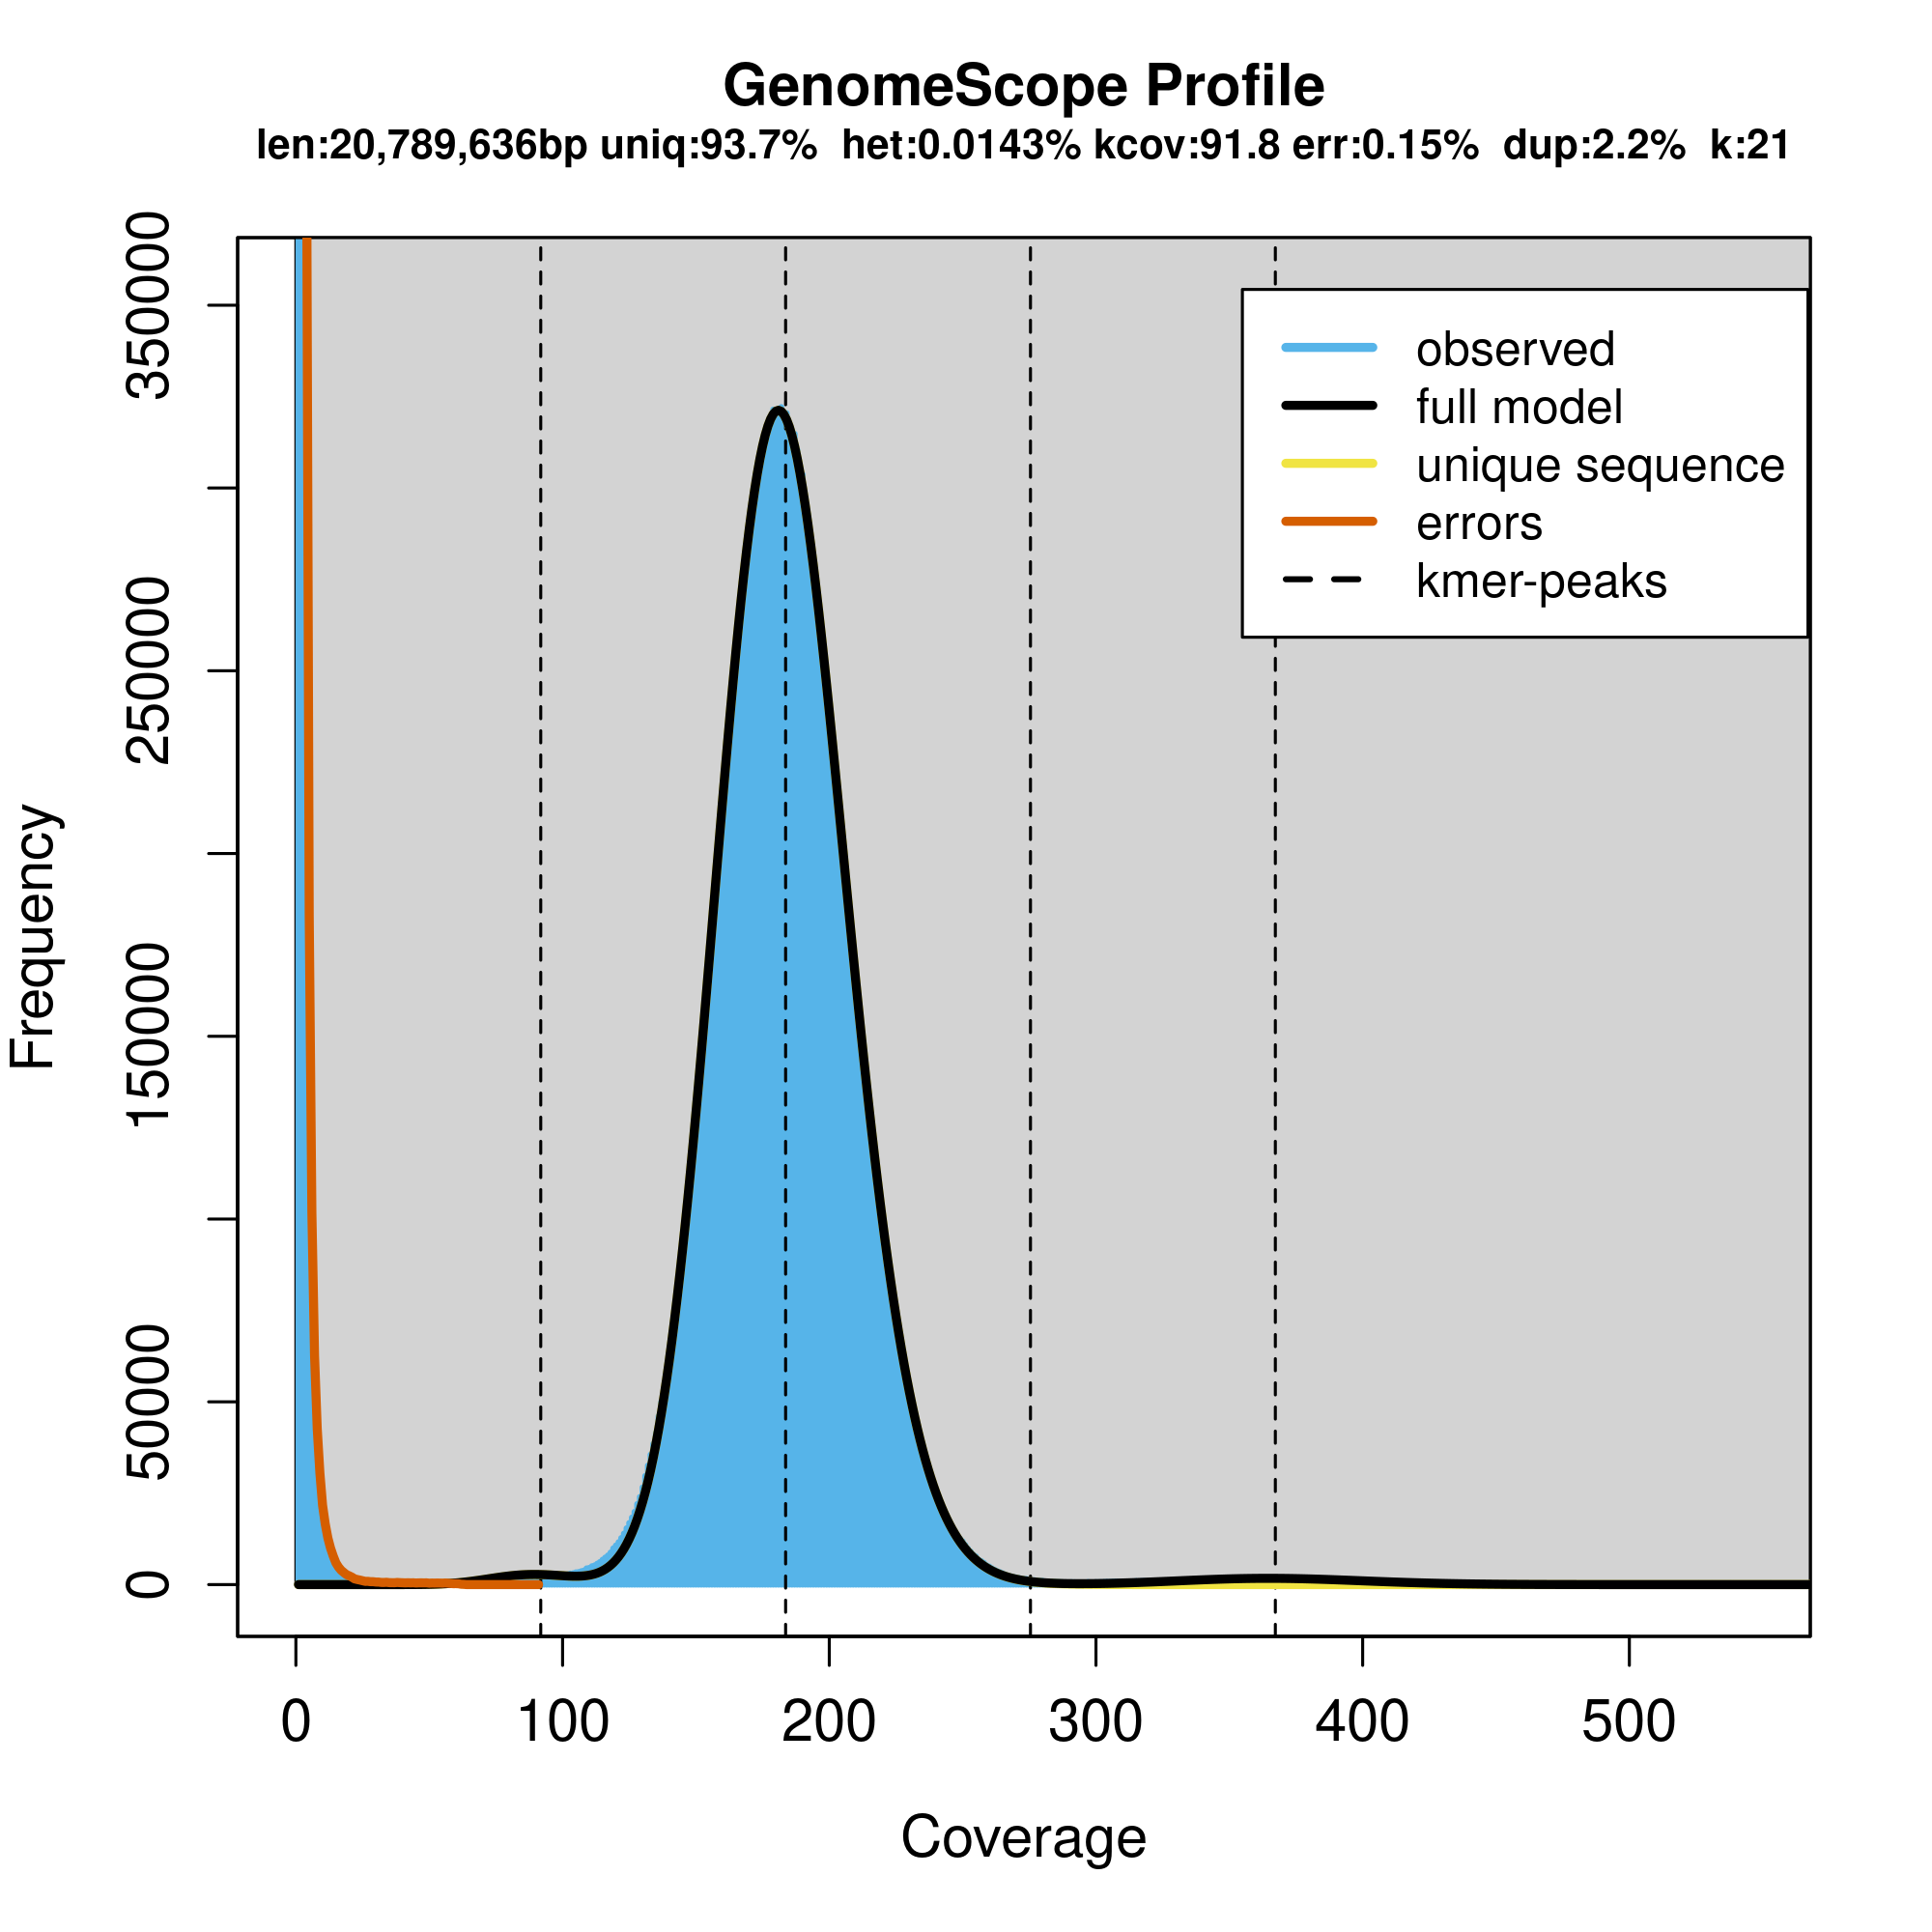 GenomeScope Profile
len:20,789,636bp uniq:93.7% het:0.0143% kcov:91.8 err:0.15% dup:2.2% k:21
350000
250000
150000
50000
0
Frequency
observed
full model
unique sequence
errors
kmer-peaks
0 100 200 300 400 500
Coverage